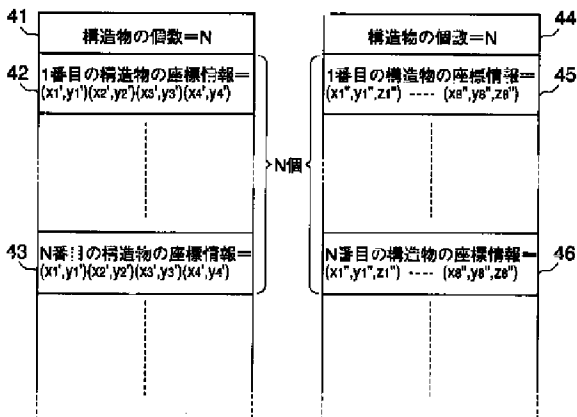 41
構造物の個数=N
42
1番目の構造物の座標情報=
(x1',y1')(x2',y2')(x3',y3')(x4',y4')
43
N番目の構造物の座標情報=
(x1',y1')(x2',y2')(x3',y3')(x4',y4')
N個
44
構造物の個数=N
45
1番目の構造物の座標情報=
(x1",y1",z1") ---- (x8",y8",z8")
46
N番目の構造物の座標情報=
(x1",y1",z1") ---- (x8",y8",z8")